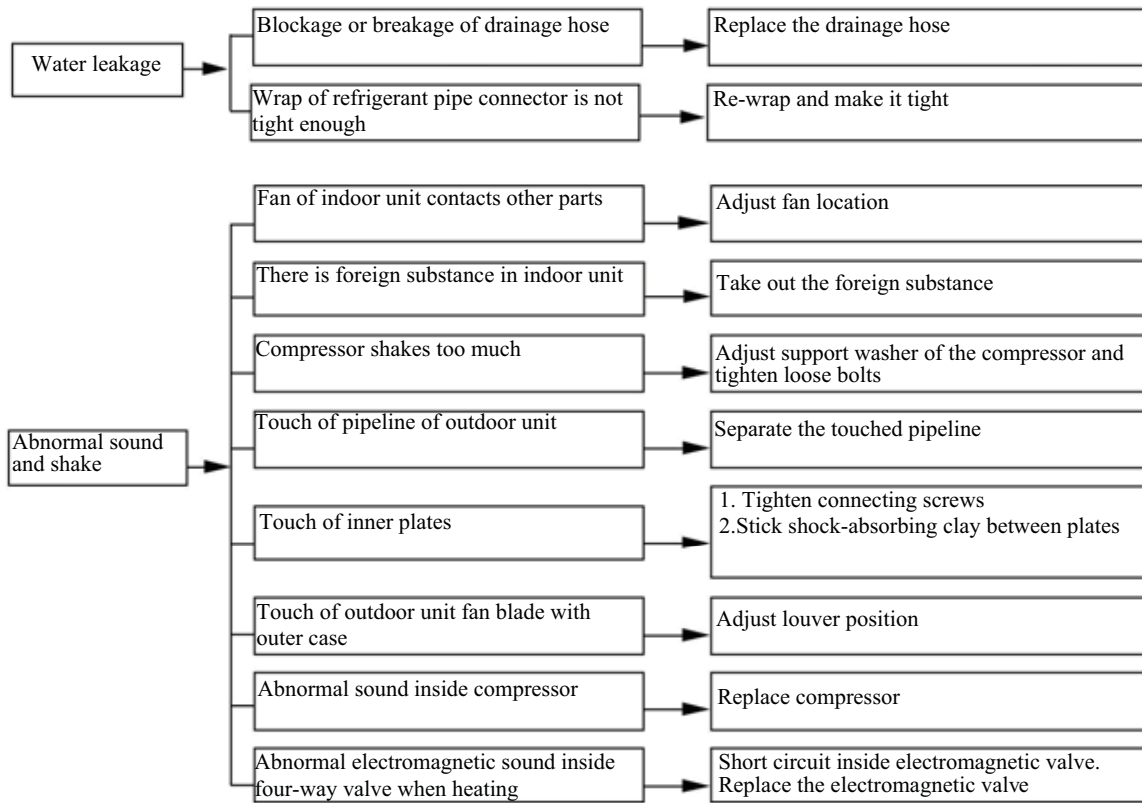 Water leakage
Blockage or breakage of drainage hose
Replace the drainage hose
Wrap of refrigerant pipe connector is not
tight enough
Re-wrap and make it tight
Abnormal sound
and shake
Fan of indoor unit contacts other parts
Adjust fan location
There is foreign substance in indoor unit
Take out the foreign substance
Compressor shakes too much
Adjust support washer of the compressor and
tighten loose bolts
Touch of pipeline of outdoor unit
Separate the touched pipeline
Touch of inner plates
1. Tighten connecting screws
2.Stick shock-absorbing clay between plates
Touch of outdoor unit fan blade with
outer case
Adjust louver position
Abnormal sound inside compressor
Replace compressor
Abnormal electromagnetic sound inside
four-way valve when heating
Short circuit inside electromagnetic valve.
Replace the electromagnetic valve